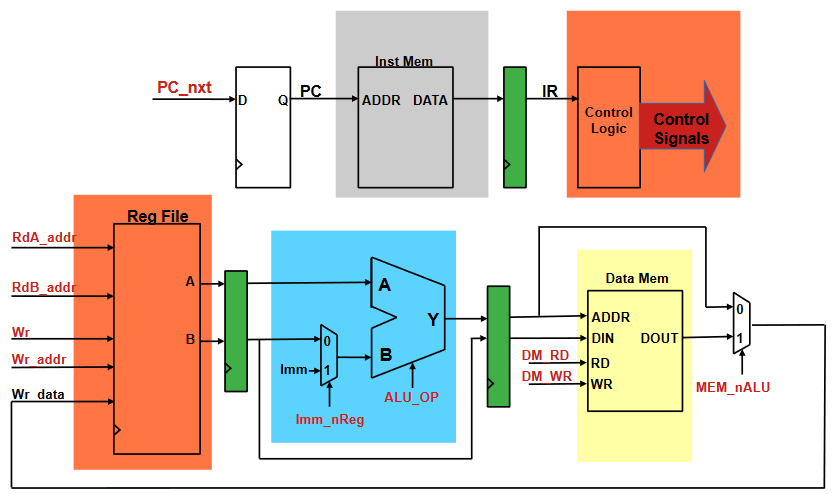 Inst Mem
PC_nxt
D
Q
PC
ADDR
DATA
IR
Control
Logic
Control
Signals
Reg File
RdA_addr
RdB_addr
Wr
Wr_addr
Wr_data
A
B
0
1
Imm
Imm_nReg
A
B
Y
ALU_OP
Data Mem
ADDR
DIN
DOUT
RD
WR
DM_RD
DM_WR
0
1
MEM_nALU